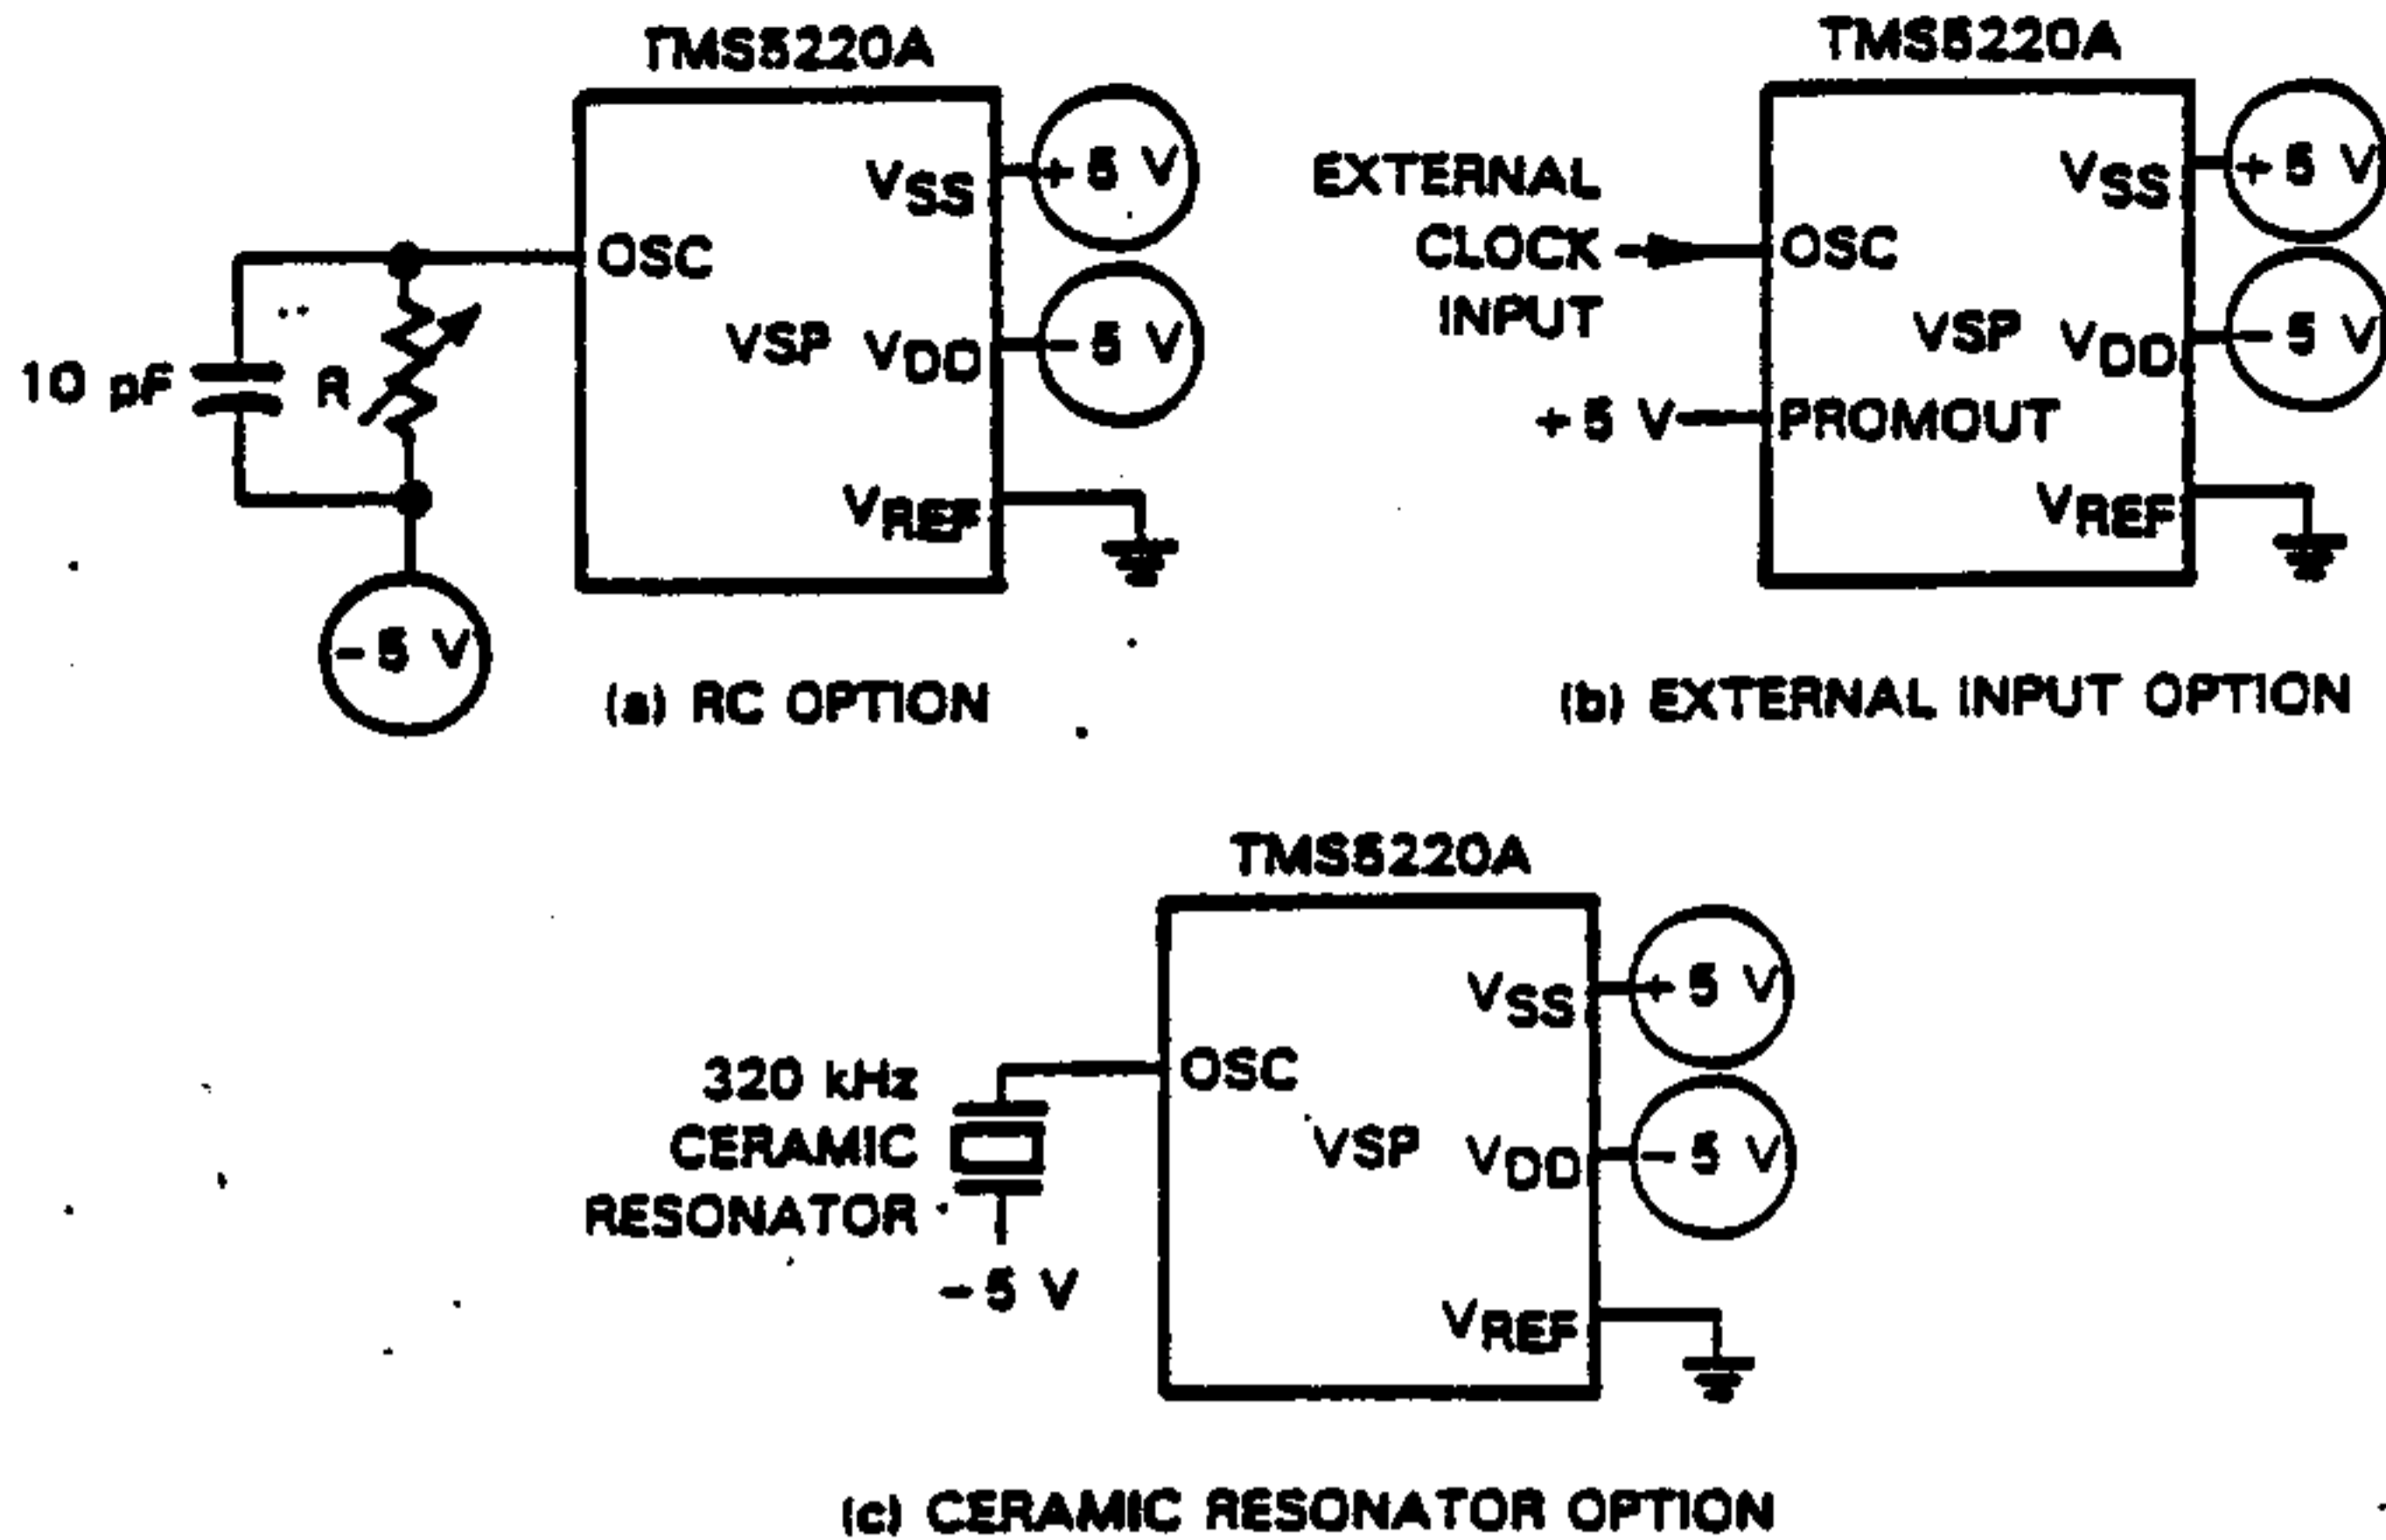 TMS5220A
VSS
+ 5 V
OSC
10 pF
R
VSP
VDD
- 5 V
VREF
- 5 V
(a) RC OPTION
TMS5220A
EXTERNAL
CLOCK
INPUT
OSC
VSS
+ 5 V
VSP
VDD
- 5 V
+ 5 V
PROMOUT
VREF
(b) EXTERNAL INPUT OPTION
TMS5220A
VSS
+ 5 V
320 kHz
CERAMIC
RESONATOR
- 5 V
OSC
VSP
VDD
- 5 V
VREF
(c) CERAMIC RESONATOR OPTION